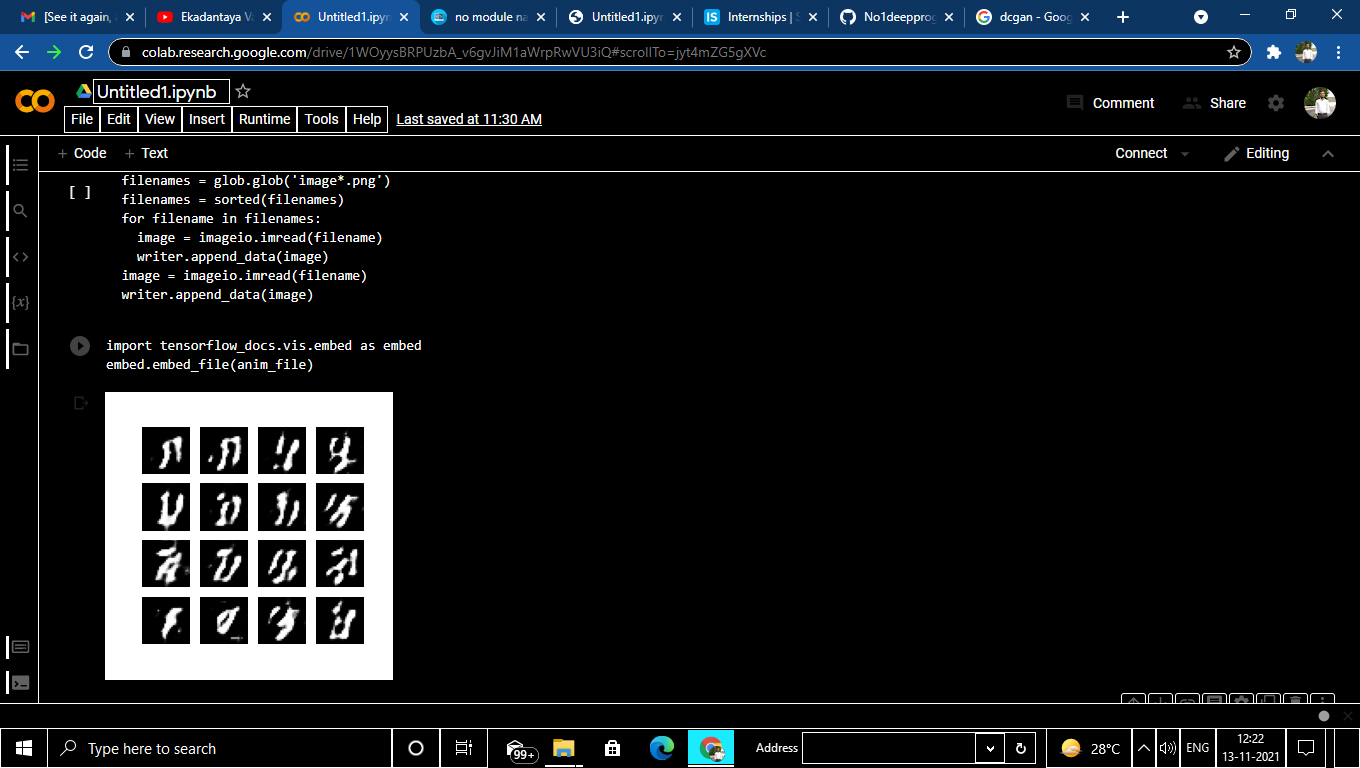 [See it again, a
Ekadantaya V
Untitled1.ipyn
no module na
Untitled1.ipyn
Internships | S
No1deepprog
dcgan - Goog
colab.research.google.com/drive/1WOyysBRPUzbA_v6gvJiM1aWrpRwVU3iQ#scrollTo=jyt4mZG5gXVc
Untitled1.ipynb
File Edit View Insert Runtime Tools Help Last saved at 11:30 AM
Comment Share
+ Code + Text
Connect Editing
[ ]
filenames = glob.glob('image*.png')
filenames = sorted(filenames)
for filename in filenames:
image = imageio.imread(filename)
writer.append_data(image)
image = imageio.imread(filename)
writer.append_data(image)
import tensorflow_docs.vis.embed as embed
embed.embed_file(anim_file)
Type here to search
99+
Address
28°C
ENG
12:22
13-11-2021